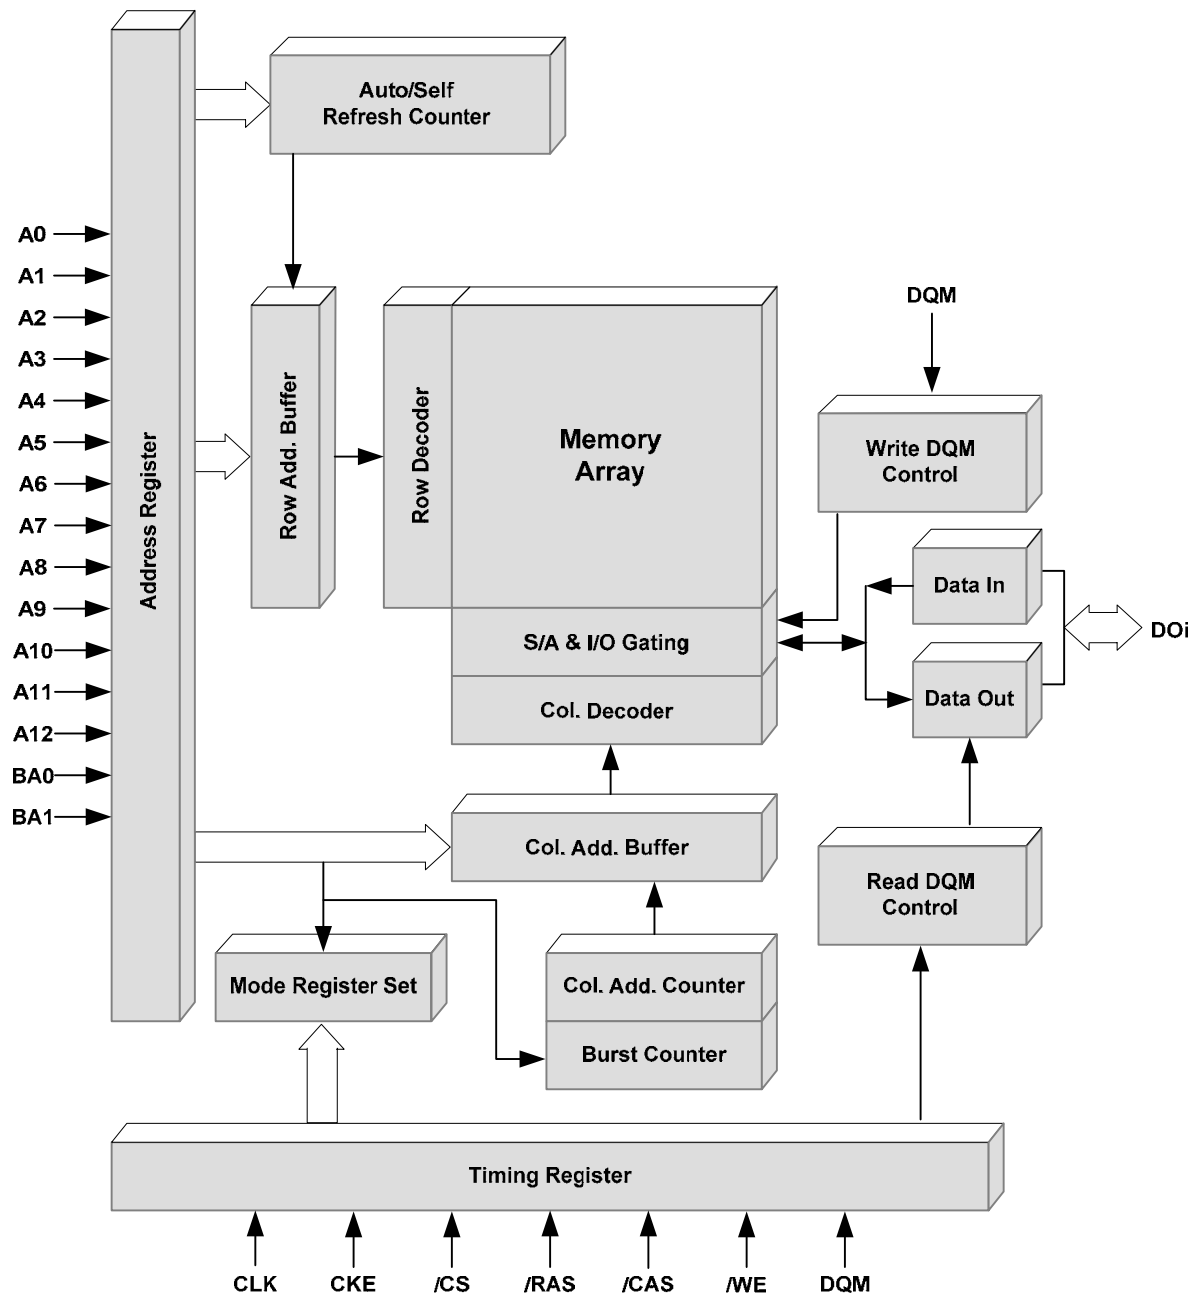 Auto/Self
Refresh Counter
A0
A1
A2
A3
A4
A5
A6
A7
A8
A9
A10
A11
A12
BA0
BA1
Address Register
Row Add. Buffer
Row Decoder
Memory
Array
S/A & I/O Gating
Col. Decoder
DQM
Write DQM
Control
Data In
Data Out
DOi
Col. Add. Buffer
Read DQM
Control
Mode Register Set
Col. Add. Counter
Burst Counter
Timing Register
CLK
CKE
/CS
/RAS
/CAS
/WE
DQM